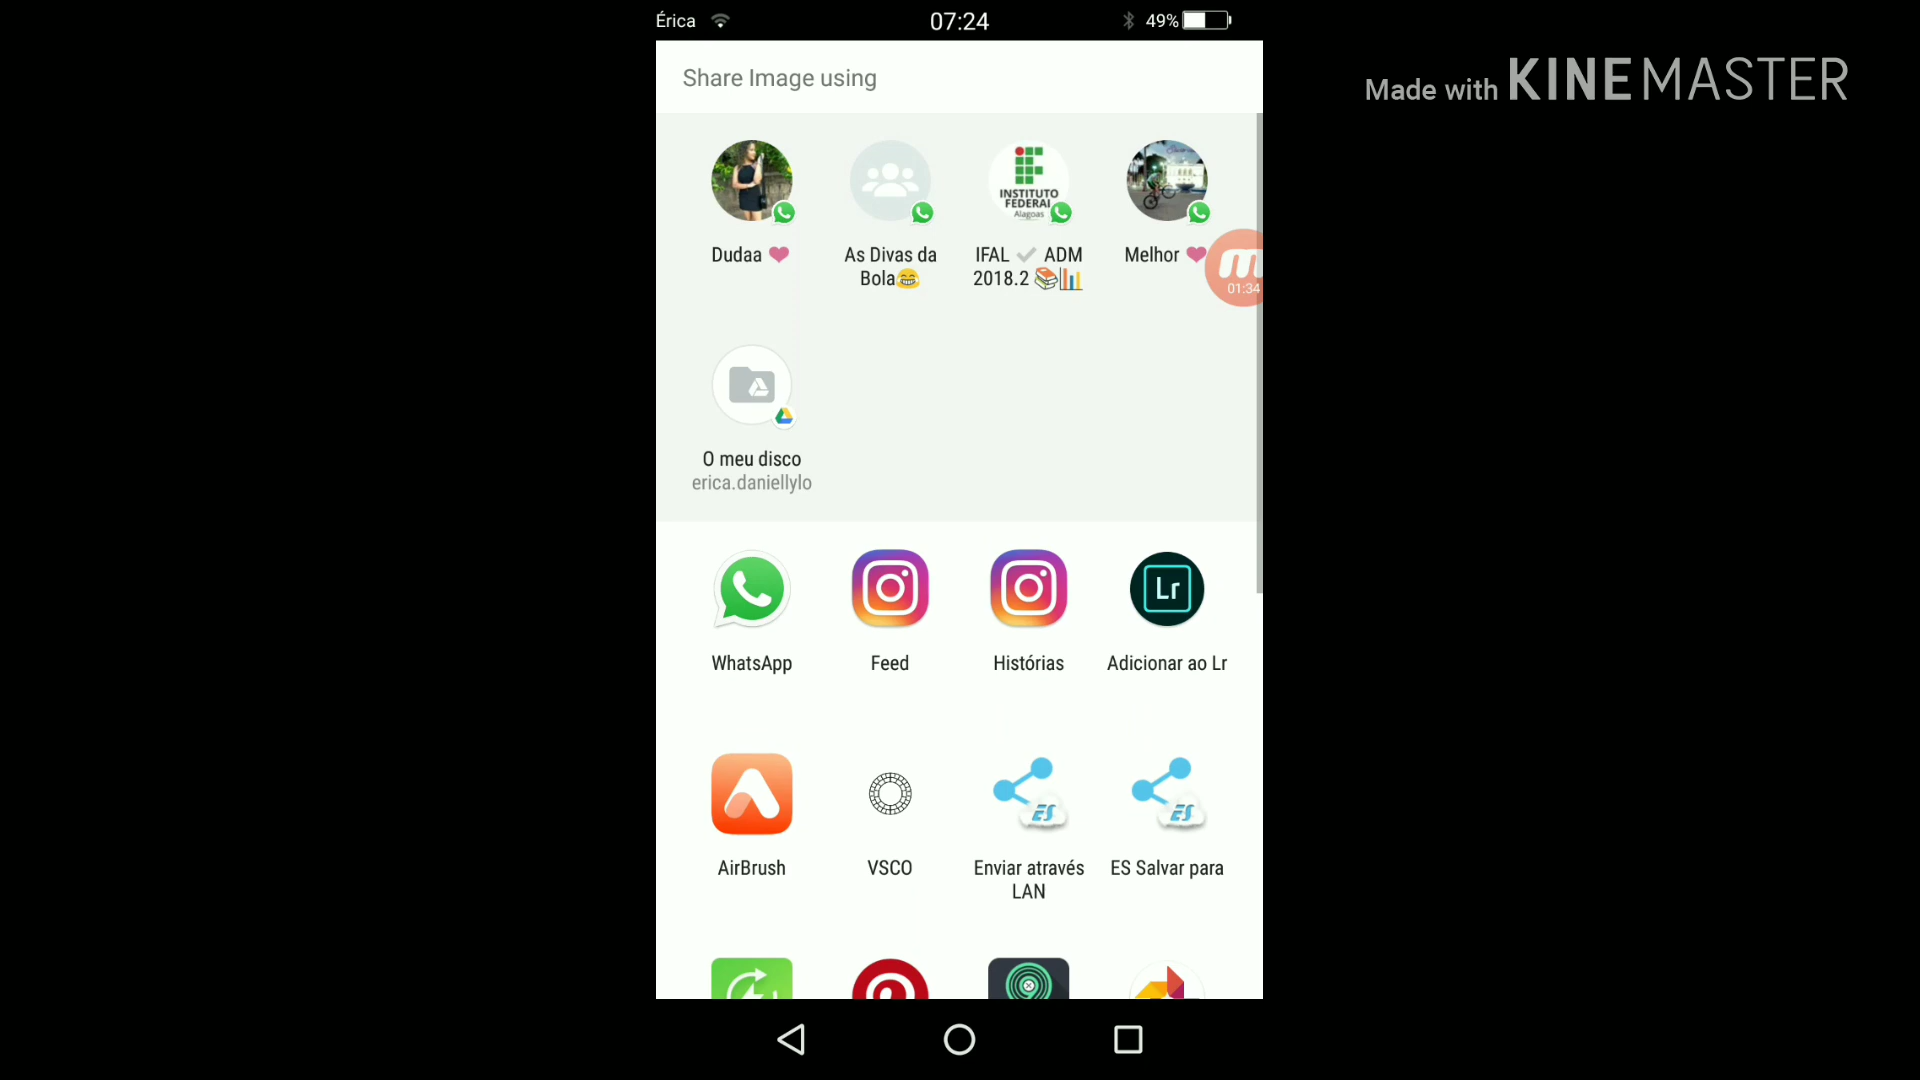 Érica 07:24 49%
Made with KINEMASTER
Share Image using
INSTITUTO
FEDERAL
Alagoas
Dudaa ❤ As Divas da Bola😂 IFAL ✔ ADM 2018.2 📚📊 Melhor ❤
01:34
O meu disco
erica.daniellylo
Lr
WhatsApp Feed Histórias Adicionar ao Lr
ES ES
AirBrush VSCO Enviar através LAN ES Salvar para